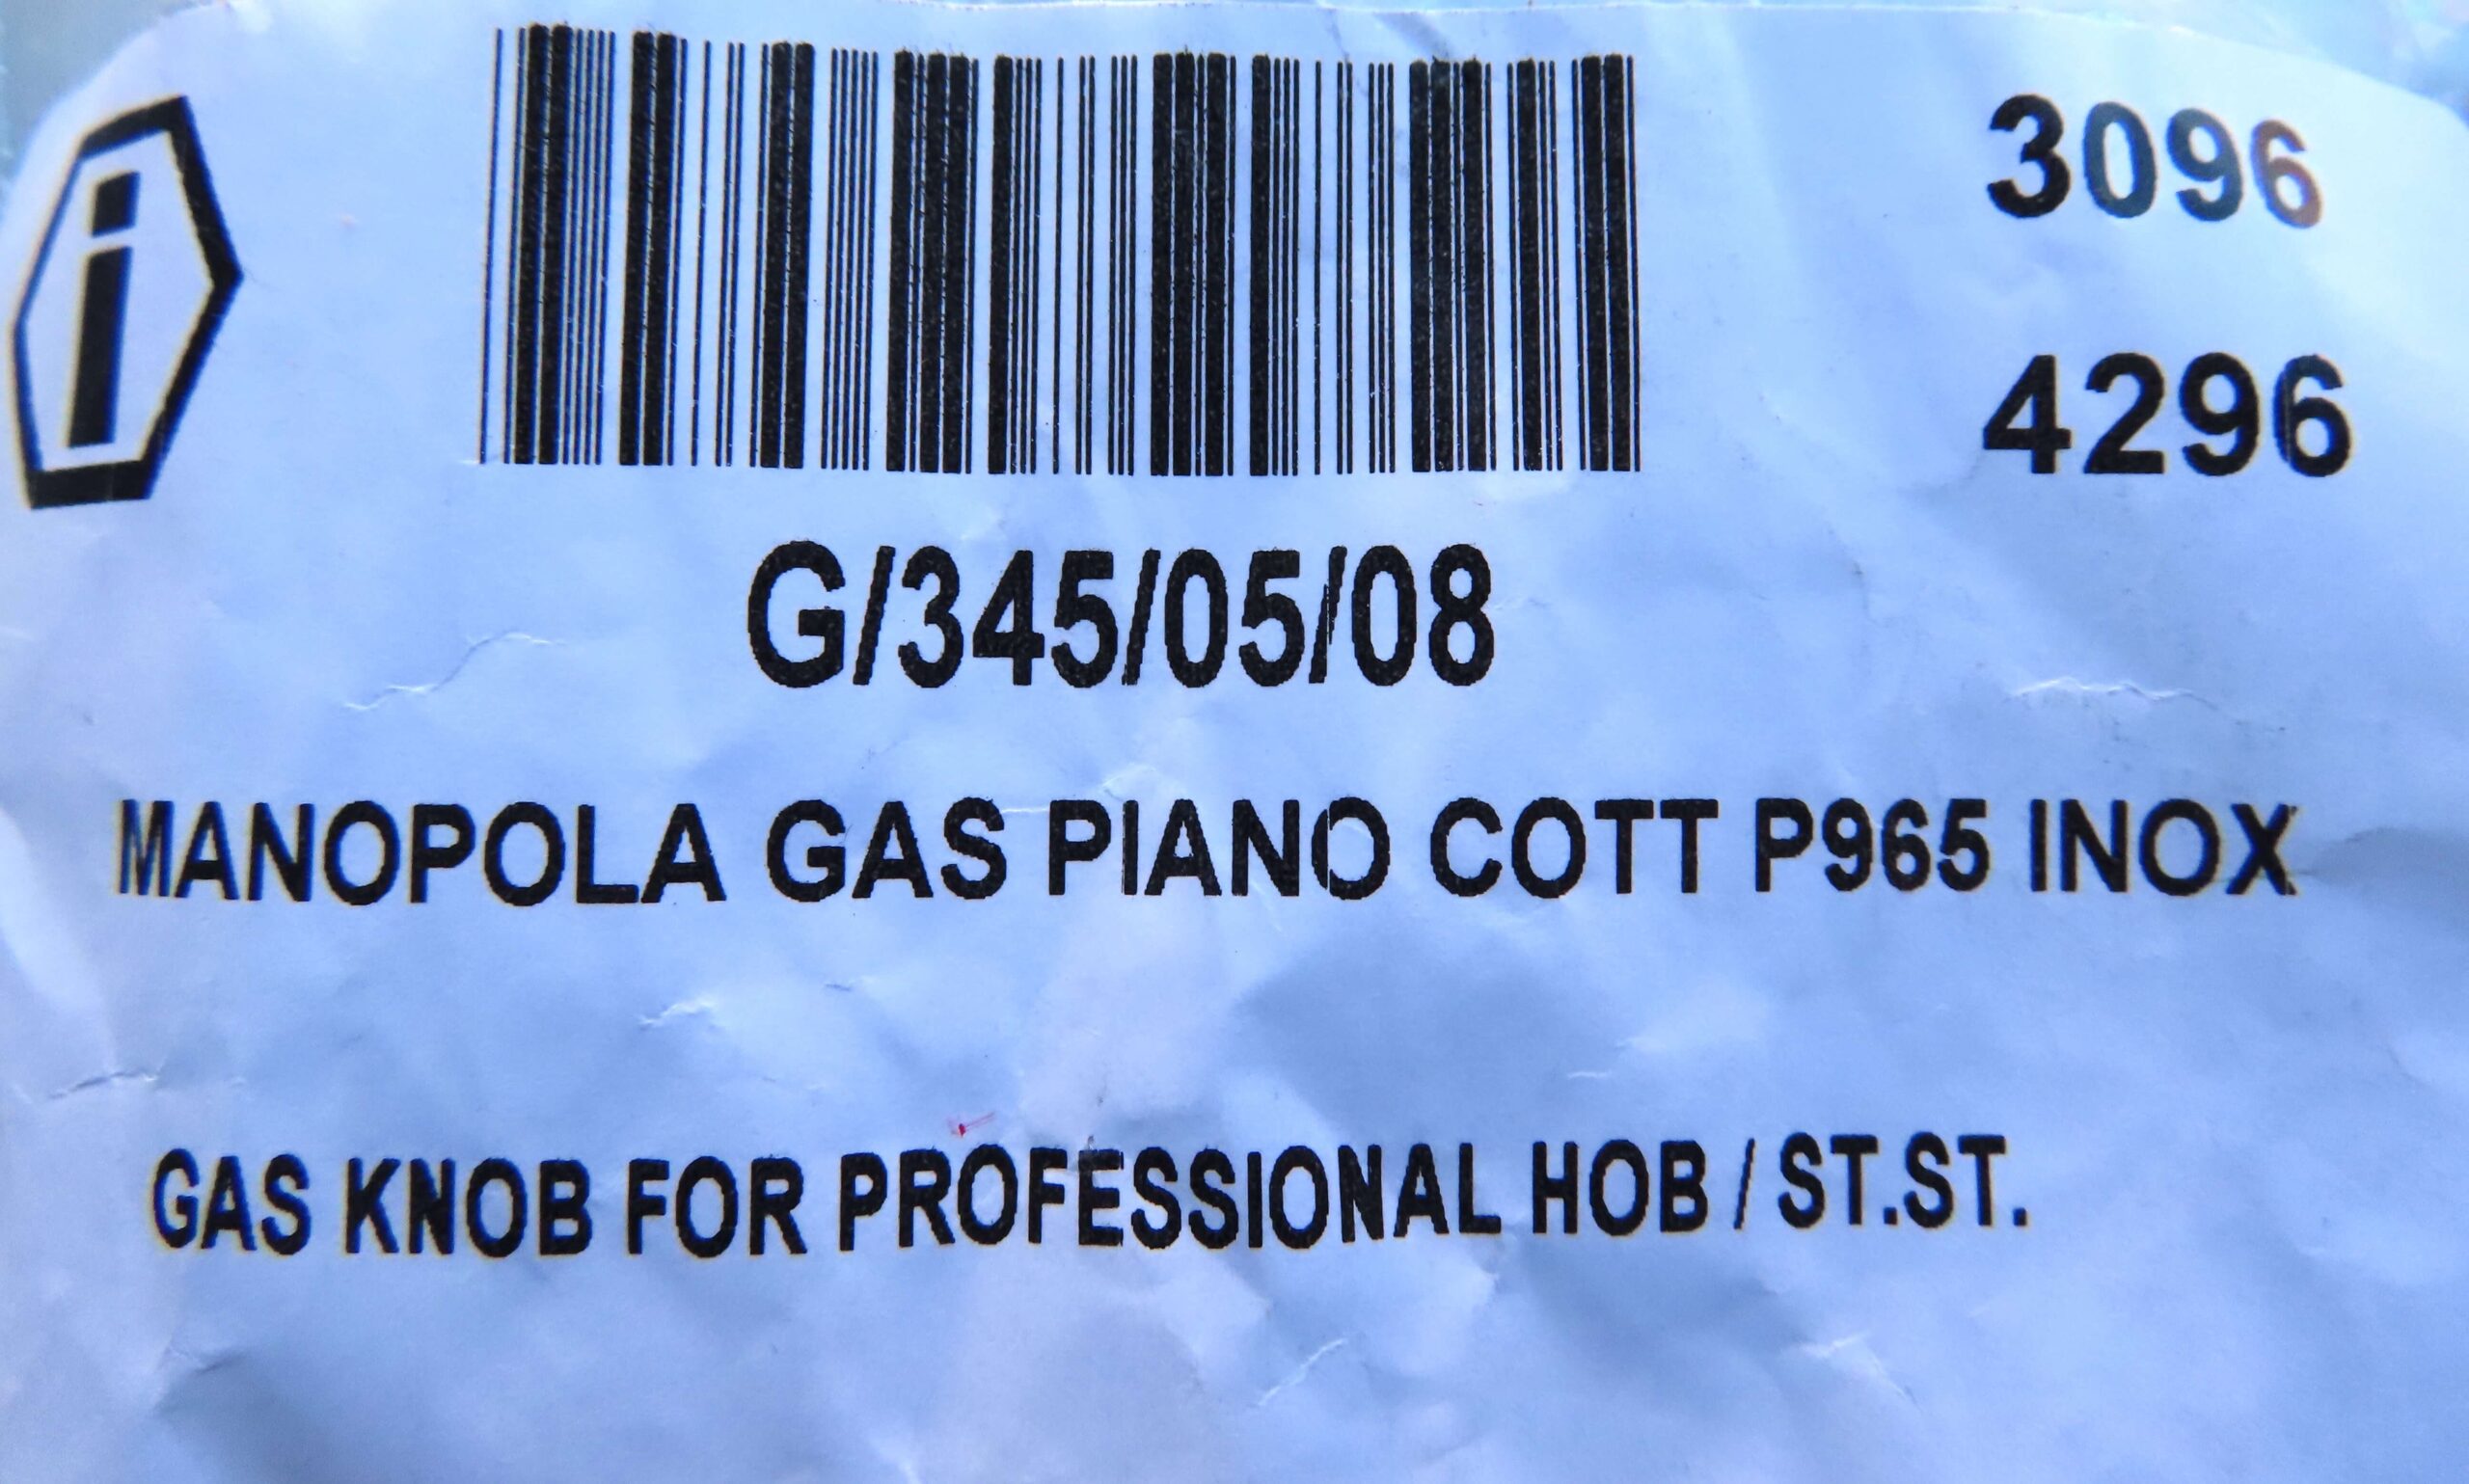 i
3096
4296
G/345/05/08
MANOPOLA GAS PIANO COTT P965 INOX
GAS KNOB FOR PROFESSIONAL HOB / ST.ST.